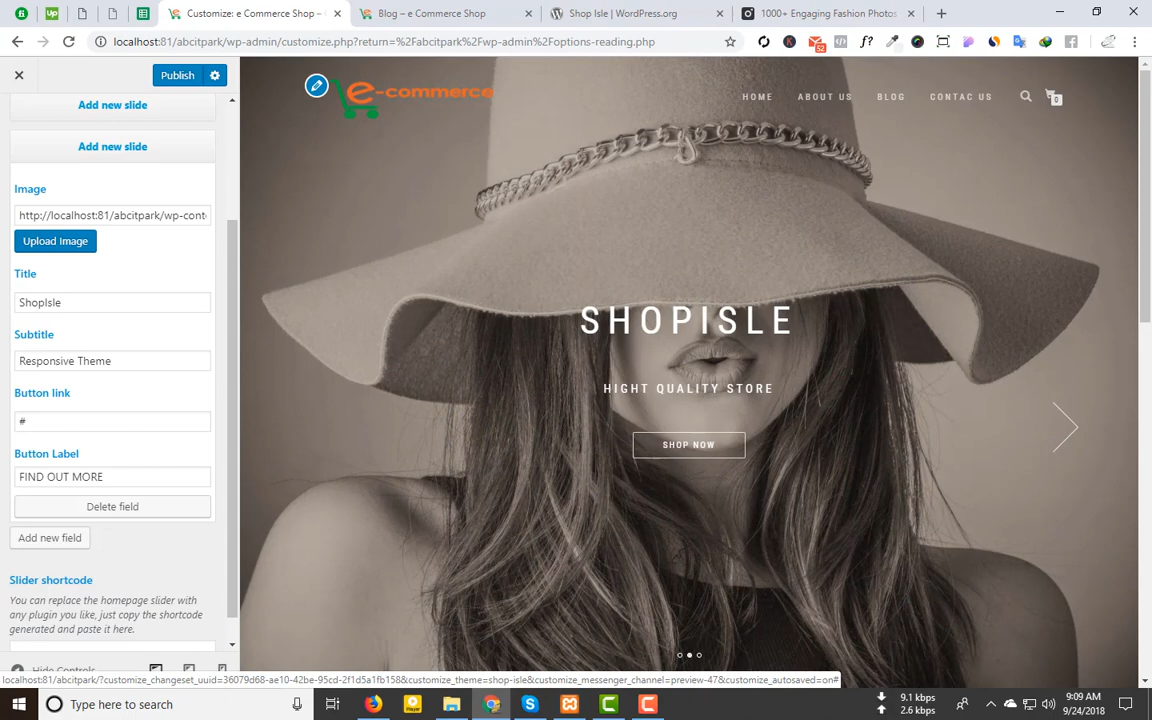 Customize: e Commerce Shop –
Blog – e Commerce Shop
Shop Isle | WordPress.org
1000+ Engaging Fashion Photos
localhost:81/abcitpark/wp-admin/customize.php?return=%2Fabcitpark%2Fwp-admin%2Foptions-reading.php
52
f?
Publish
Add new slide
Add new slide
Image
http://localhost:81/abcitpark/wp-cont
Upload Image
Title
ShopIsle
Subtitle
Responsive Theme
Button link
#
Button Label
FIND OUT MORE
Delete field
Add new field
Slider shortcode
You can replace the homepage slider with
any plugin you like, just copy the shortcode
generated and paste it here.
Hide Controls
e-commerce
HOME
ABOUT US
BLOG
CONTAC US
0
SHOPISLE
HIGHT QUALITY STORE
SHOP NOW
localhost:81/abcitpark/?customize_changeset_uuid=36079d68-ae10-42be-95cd-2f1d5a1fb158&customize_theme=shop-isle&customize_messenger_channel=preview-47&customize_autosaved=on#
Type here to search
9.1 kbps
2.6 kbps
9:09 AM
9/24/2018